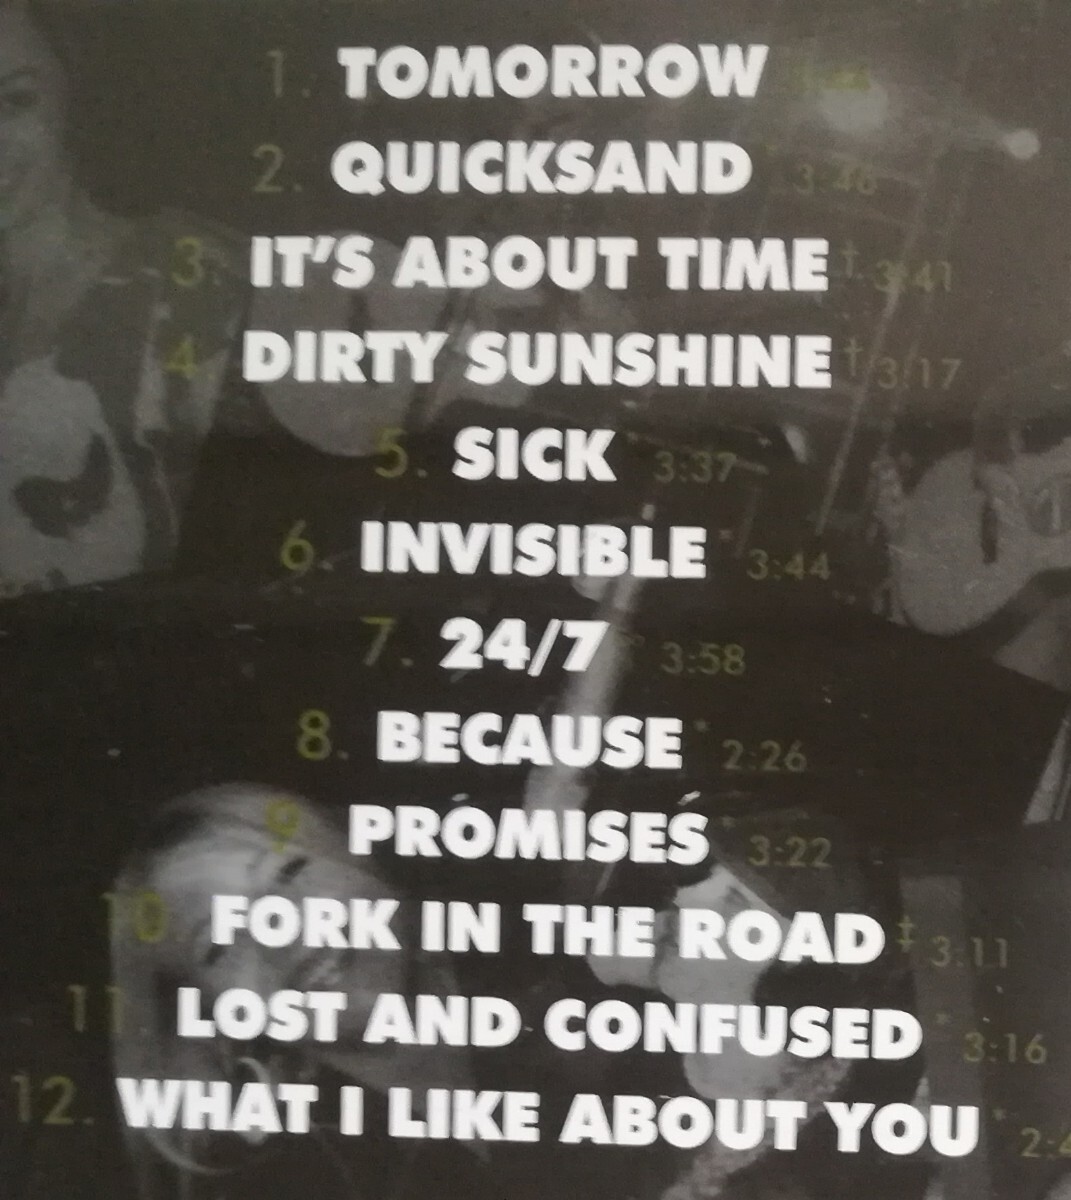 1. TOMORROW
2. QUICKSAND * 3:46
3. IT'S ABOUT TIME † 3:41
4. DIRTY SUNSHINE † 3:17
5. SICK * 3:37
6. INVISIBLE * 3:44
7. 24/7 * 3:58
8. BECAUSE * 2:26
9 PROMISES * 3:22
10 FORK IN THE ROAD ‡ 3:11
11. LOST AND CONFUSED * 3:16
12. WHAT I LIKE ABOUT YOU *